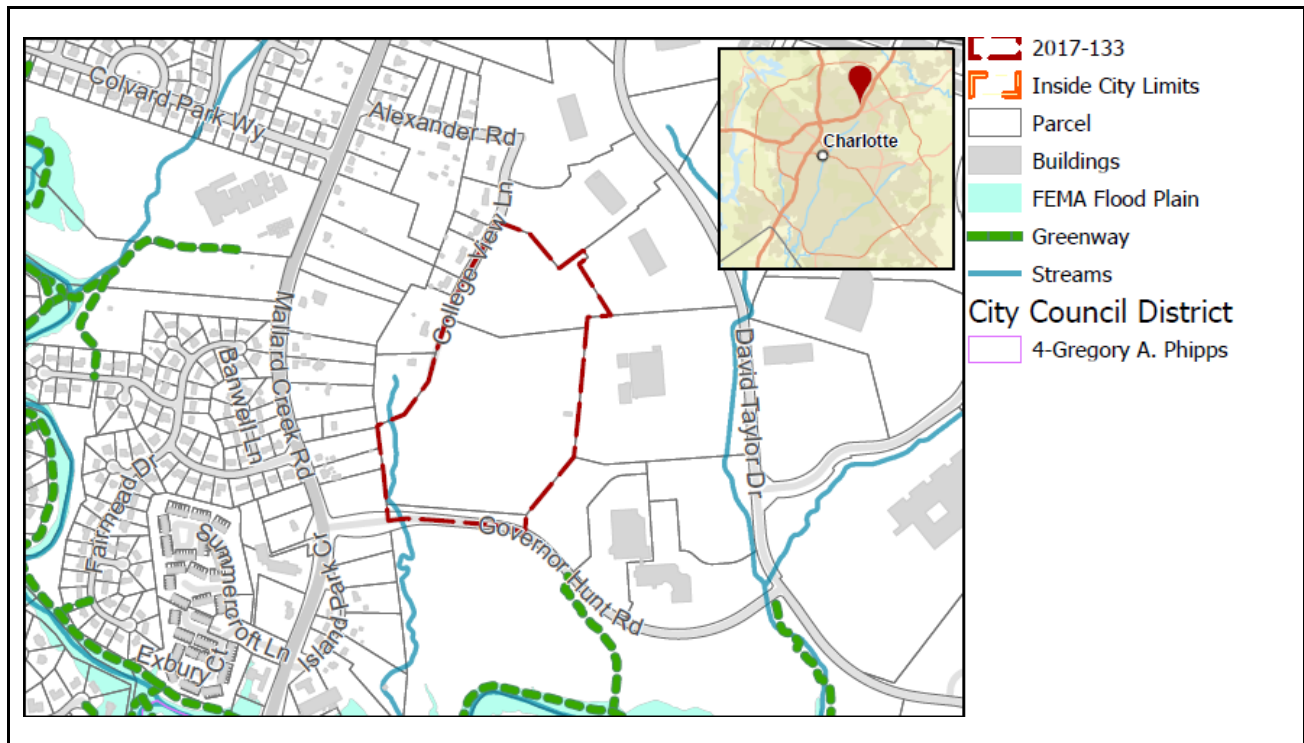 Colvard Park Wy
Alexander Rd
College View Ln
Mallard Creek Rd
Banwell Ln
Fairmead Dr
Summercroft Ln
Exbury Ct
Island Park Cr
Governor Hunt Rd
David Taylor Dr
Charlotte
2017-133
Inside City Limits
Parcel
Buildings
FEMA Flood Plain
Greenway
Streams
City Council District
4-Gregory A. Phipps